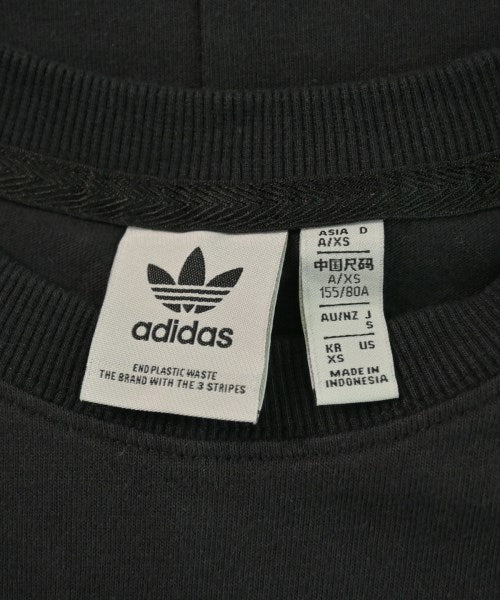 adidas
END PLASTIC WASTE
THE BRAND WITH THE 3 STRIPES
ASIA D
A/XS
中国尺码
A/XS
155/80A
AU/NZ J
S
KR US
XS
MADE IN
INDONESIA